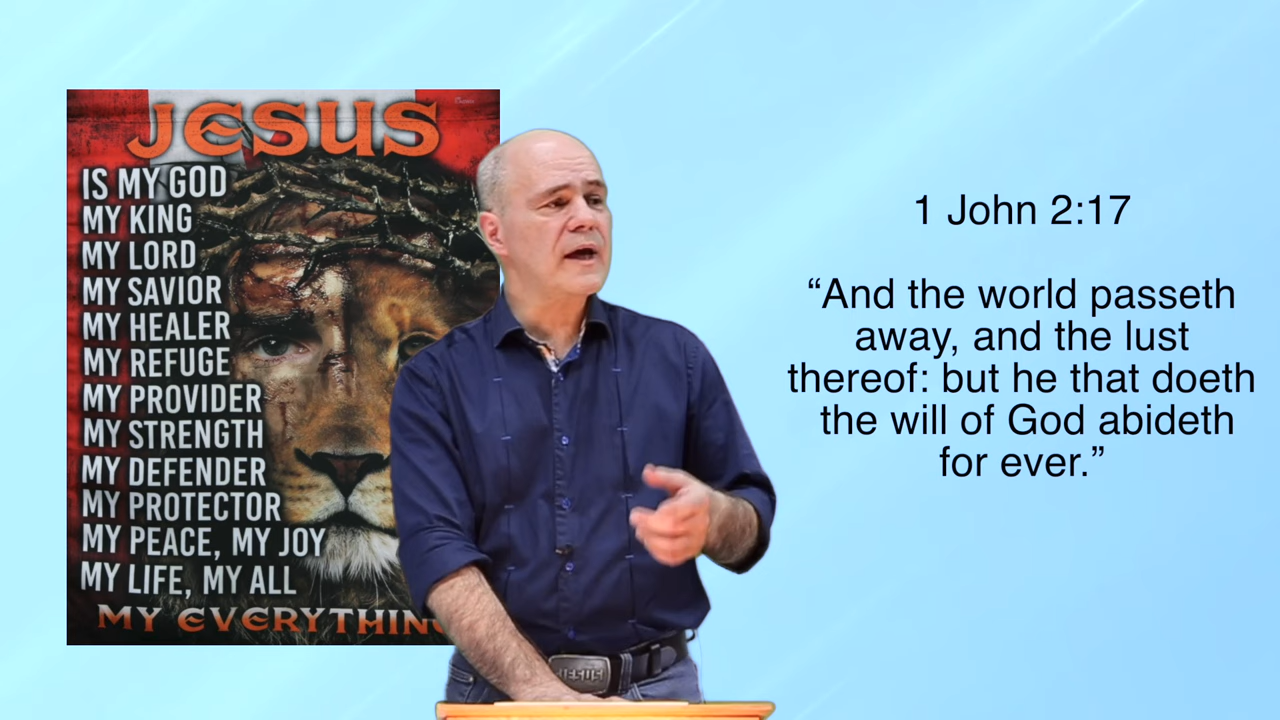 JESUS
IS MY GOD
MY KING
MY LORD
MY SAVIOR
MY HEALER
MY REFUGE
MY PROVIDER
MY STRENGTH
MY DEFENDER
MY PROTECTOR
MY PEACE, MY JOY
MY LIFE, MY ALL
MY EVERYTHING
JESUS
1 John 2:17
“And the world passeth
away, and the lust
thereof: but he that doeth
the will of God abideth
for ever.”